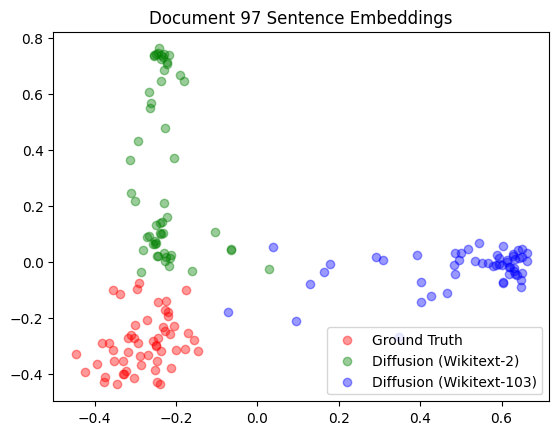 Document 97 Sentence Embeddings
0.8
0.6
0.4
0.2
0.0
−0.2
−0.4
Ground Truth
Diffusion (Wikitext-2)
Diffusion (Wikitext-103)
−0.4 −0.2 0.0 0.2 0.4 0.6